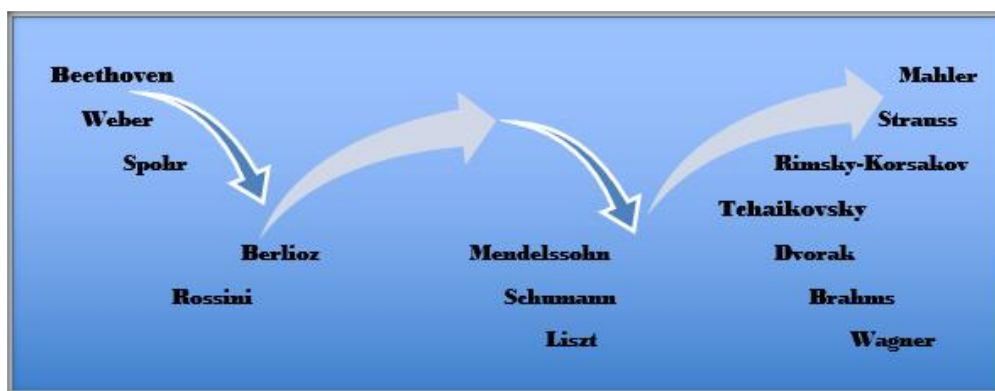 Beethoven
Weber
Spohr
Berlioz
Rossini
Mendelssohn
Schumann
Liszt
Mahler
Strauss
Rimsky-Korsakov
Tchaikovsky
Dvorak
Brahms
Wagner